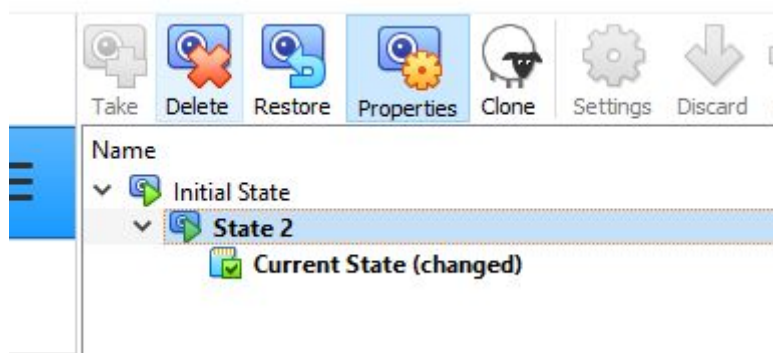 Take Delete Restore Properties Clone Settings Discard
Name
Initial State
State 2
Current State (changed)